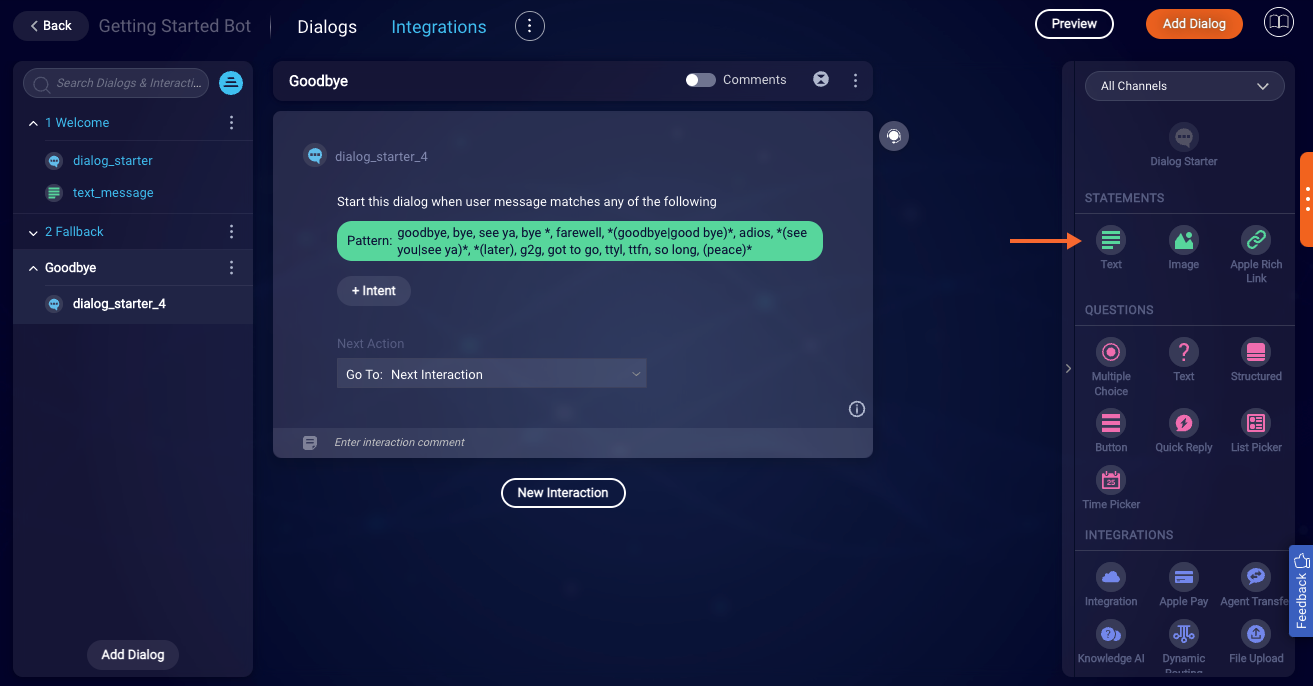 Back
Getting Started Bot
Dialogs
Integrations
Preview
Add Dialog
Search Dialogs & Interacti...
1 Welcome
dialog_starter
text_message
2 Fallback
Goodbye
dialog_starter_4
Add Dialog
Goodbye
Comments
dialog_starter_4
Start this dialog when user message matches any of the following
Pattern: goodbye, bye, see ya, bye *, farewell, *(goodbye|good bye)*, adios, *(see
you|see ya)*, *(later), g2g, got to go, ttyl, ttfn, so long, (peace)*
+ Intent
Next Action
Go To: Next Interaction
Enter interaction comment
New Interaction
All Channels
Dialog Starter
STATEMENTS
Text
Image
Apple Rich
Link
QUESTIONS
Multiple
Choice
Text
Structured
Button
Quick Reply
List Picker
25
Time Picker
INTEGRATIONS
Integration
Apple Pay
Agent Transfe
Knowledge AI
Dynamic
Routing
File Upload
Feedback